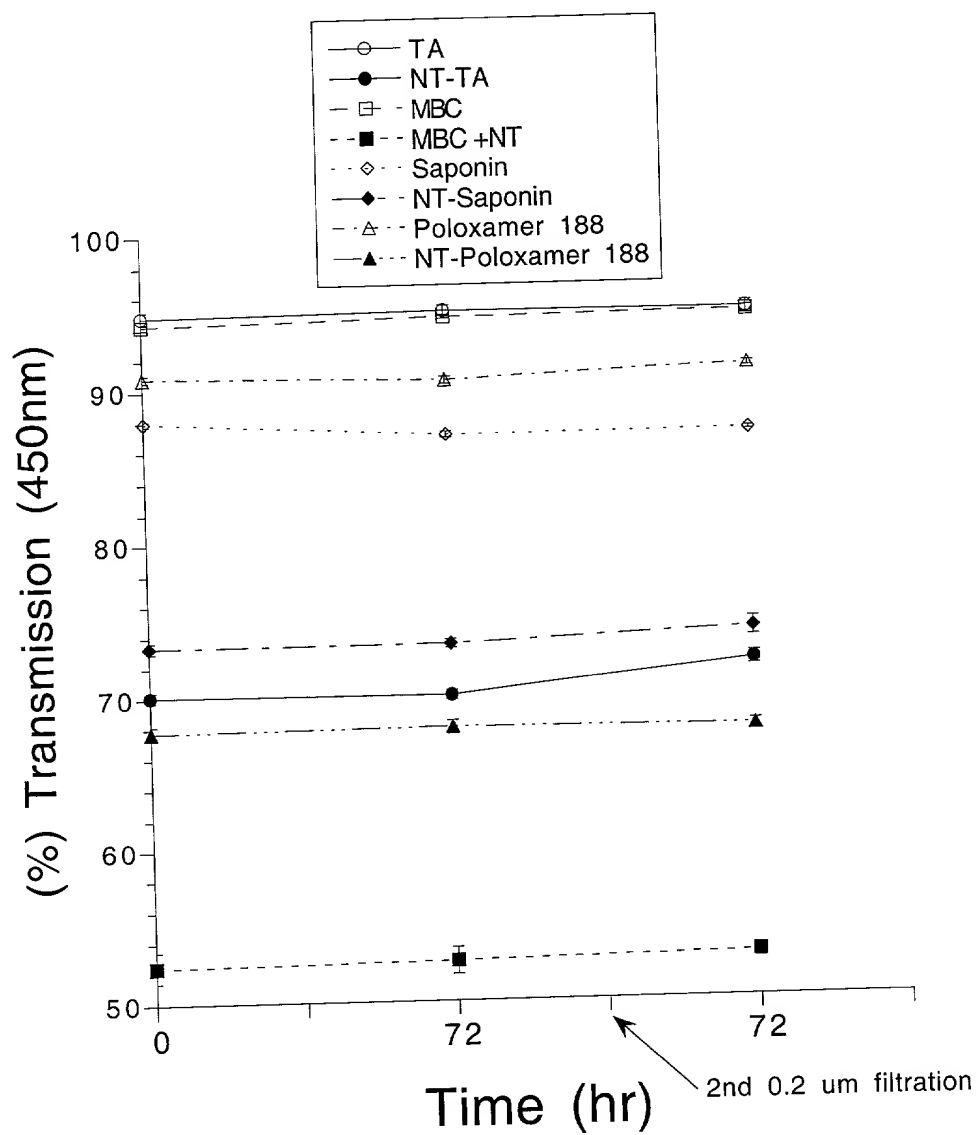 TA
NT-TA
MBC
MBC +NT
Saponin
NT-Saponin
Poloxamer 188
NT-Poloxamer 188
100
90
80
70
60
50
(%) Transmission (450nm)
0
72
72
2nd 0.2 um filtration
Time (hr)